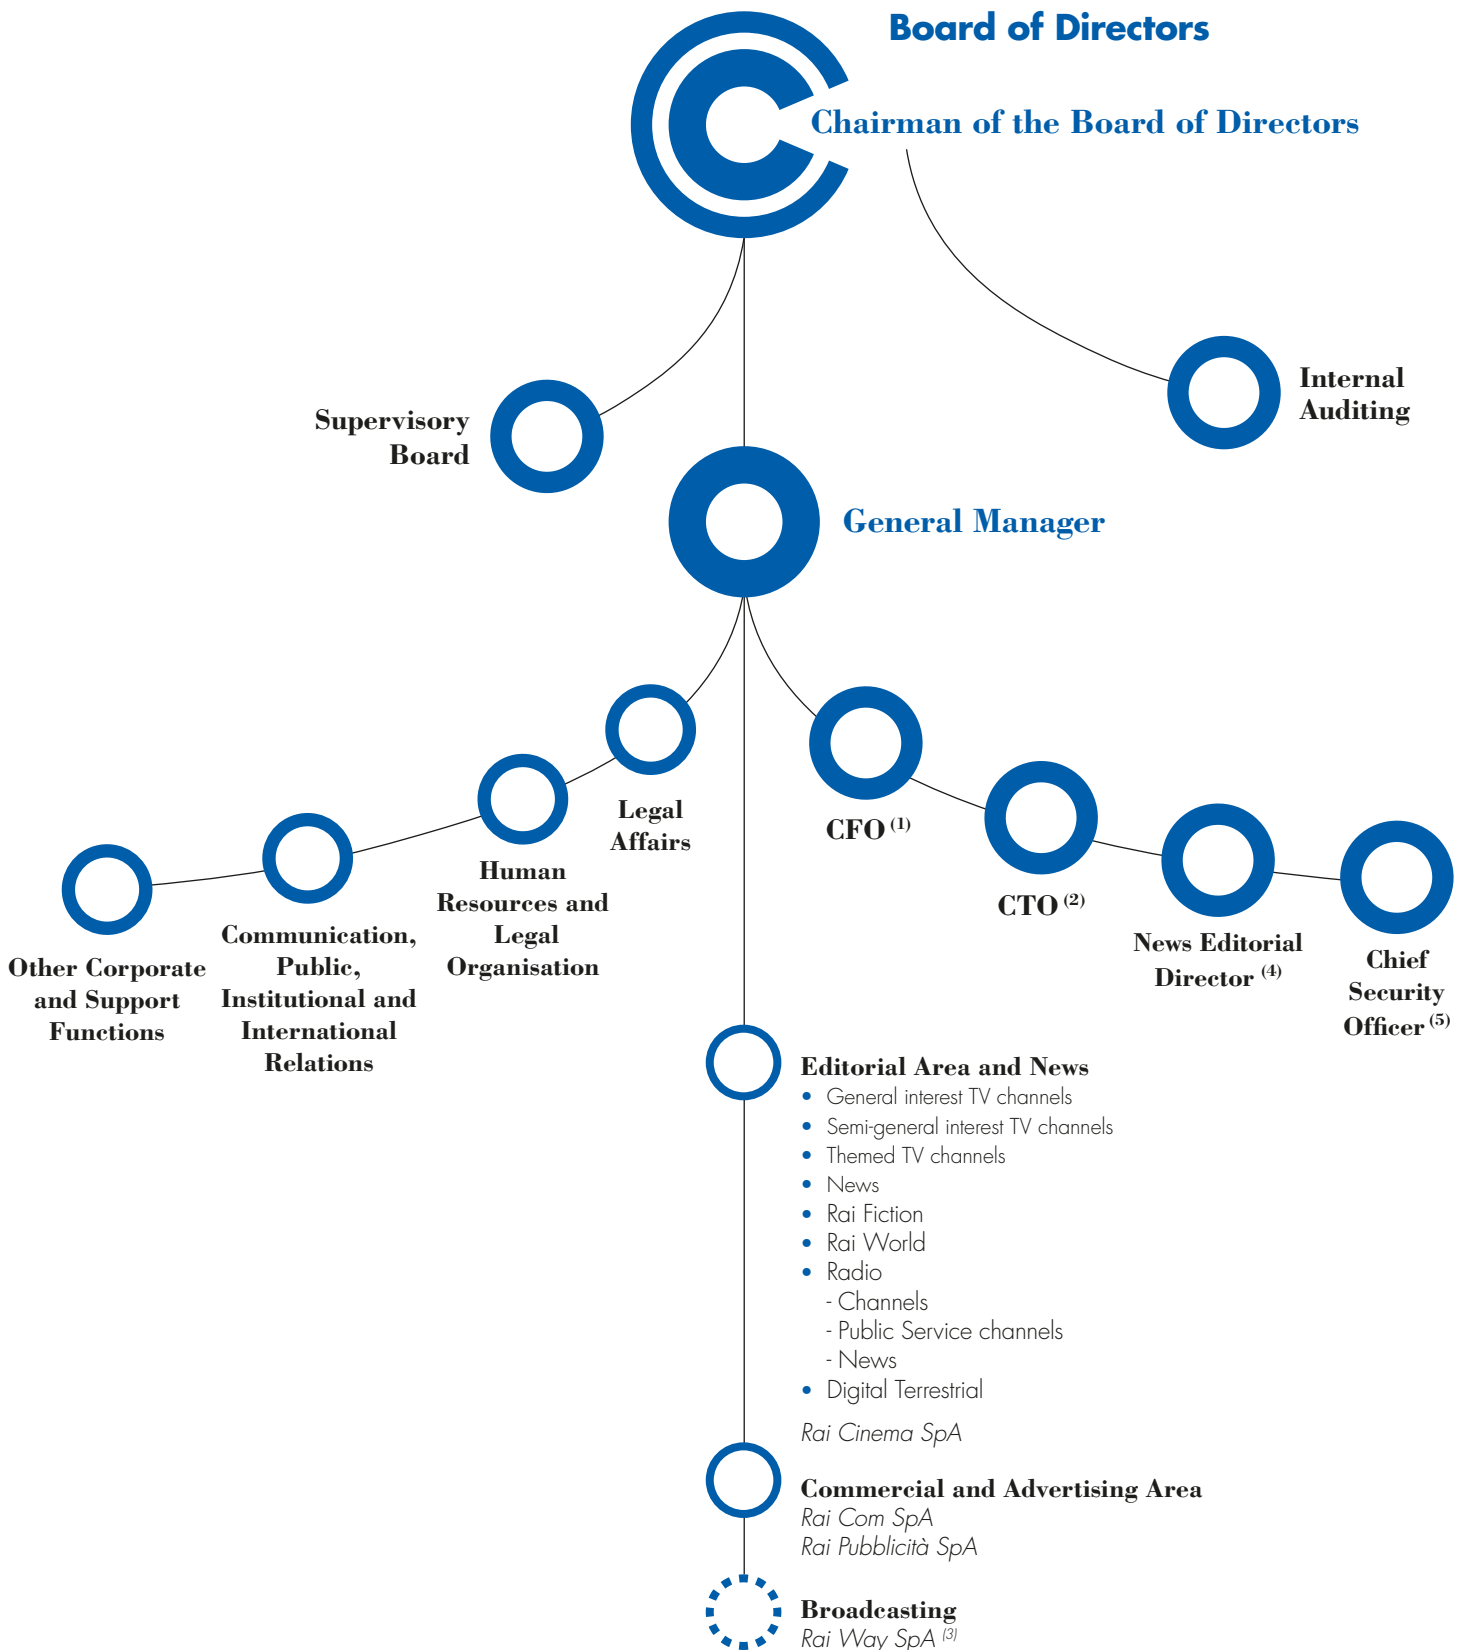 Board of Directors
Chairman of the Board of Directors
Internal
Auditing
Supervisory
Board
General Manager
Legal
Affairs
Human
Resources and
Legal
Organisation
Communication,
Public,
Institutional and
International
Relations
Other Corporate
and Support
Functions
CFO (1)
CTO (2)
News Editorial
Director (4)
Chief
Security
Officer (5)
Editorial Area and News
• General interest TV channels
• Semi-general interest TV channels
• Themed TV channels
• News
• Rai Fiction
• Rai World
• Radio
- Channels
- Public Service channels
- News
• Digital Terrestrial
Rai Cinema SpA
Commercial and Advertising Area
Rai Com SpA
Rai Pubblicità SpA
Broadcasting
Rai Way SpA (3)